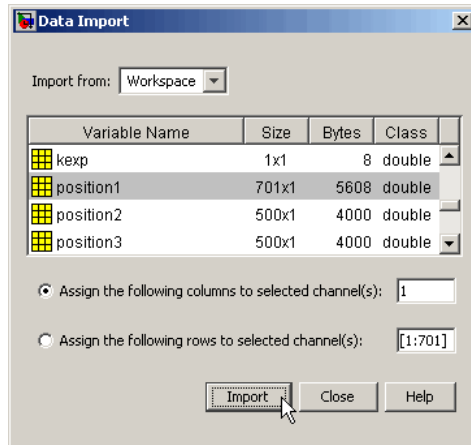 Data Import
Import from: Workspace
Variable Name Size Bytes Class
kexp 1x1 8 double
position1 701x1 5608 double
position2 500x1 4000 double
position3 500x1 4000 double
Assign the following columns to selected channel(s): 1
Assign the following rows to selected channel(s): [1:701]
Import Close Help